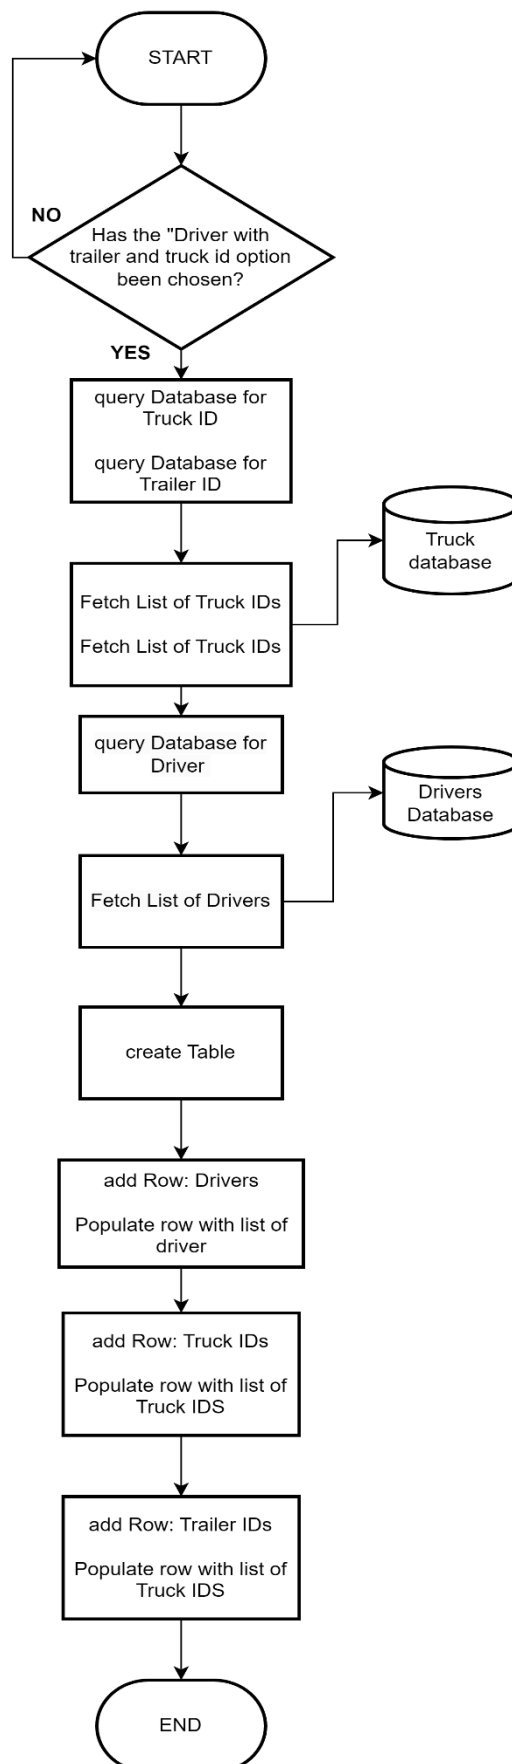 START
NO
Has the "Driver with
trailer and truck id option
been chosen?
YES
query Database for
Truck ID
query Database for
Trailer ID
Truck
database
Fetch List of Truck IDs
Fetch List of Truck IDs
query Database for
Driver
Drivers
Database
Fetch List of Drivers
create Table
add Row: Drivers
Populate row with list of
driver
add Row: Truck IDs
Populate row with list of
Truck IDS
add Row: Trailer IDs
Populate row with list of
Truck IDS
END